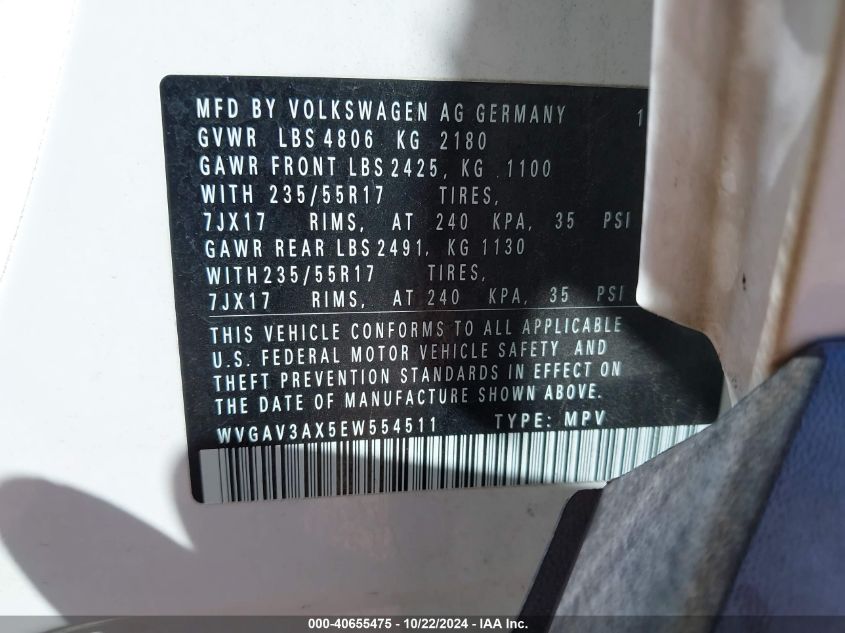 MFD BY VOLKSWAGEN AG GERMANY 1
GVWR LBS 4806 KG 2180
GAWR FRONT LBS 2425, KG 1100
WITH 235/55R17 TIRES,
7JX17 RIMS, AT 240 KPA, 35 PSI
GAWR REAR LBS 2491, KG 1130
WITH235/55R17 TIRES,
7JX17 RIMS, AT 240 KPA, 35 PSI
THIS VEHICLE CONFORMS TO ALL APPLICABLE
U.S. FEDERAL MOTOR VEHICLE SAFETY AND
THEFT PREVENTION STANDARDS IN EFFECT ON
THE DATE OF MANUFACTURE SHOWN ABOVE.
WVGAV3AX5EW554511 TYPE: MPV
000-40655475 - 10/22/2024 - IAA Inc.